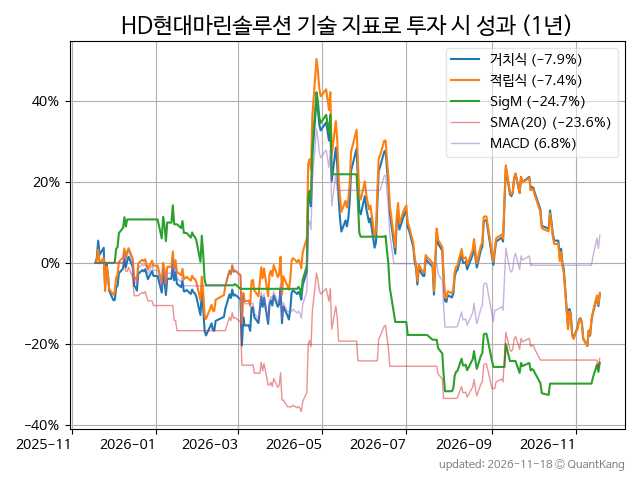 HD현대마린솔루션 기술 지표로 투자 시 성과 (1년)
거치식 (−7.9%)
적립식 (−7.4%)
SigM (−24.7%)
SMA(20) (−23.6%)
MACD (6.8%)
40%
20%
0%
−20%
−40%
2025-11 2026-01 2026-03 2026-05 2026-07 2026-09 2026-11
updated: 2026-11-18 © QuantKang